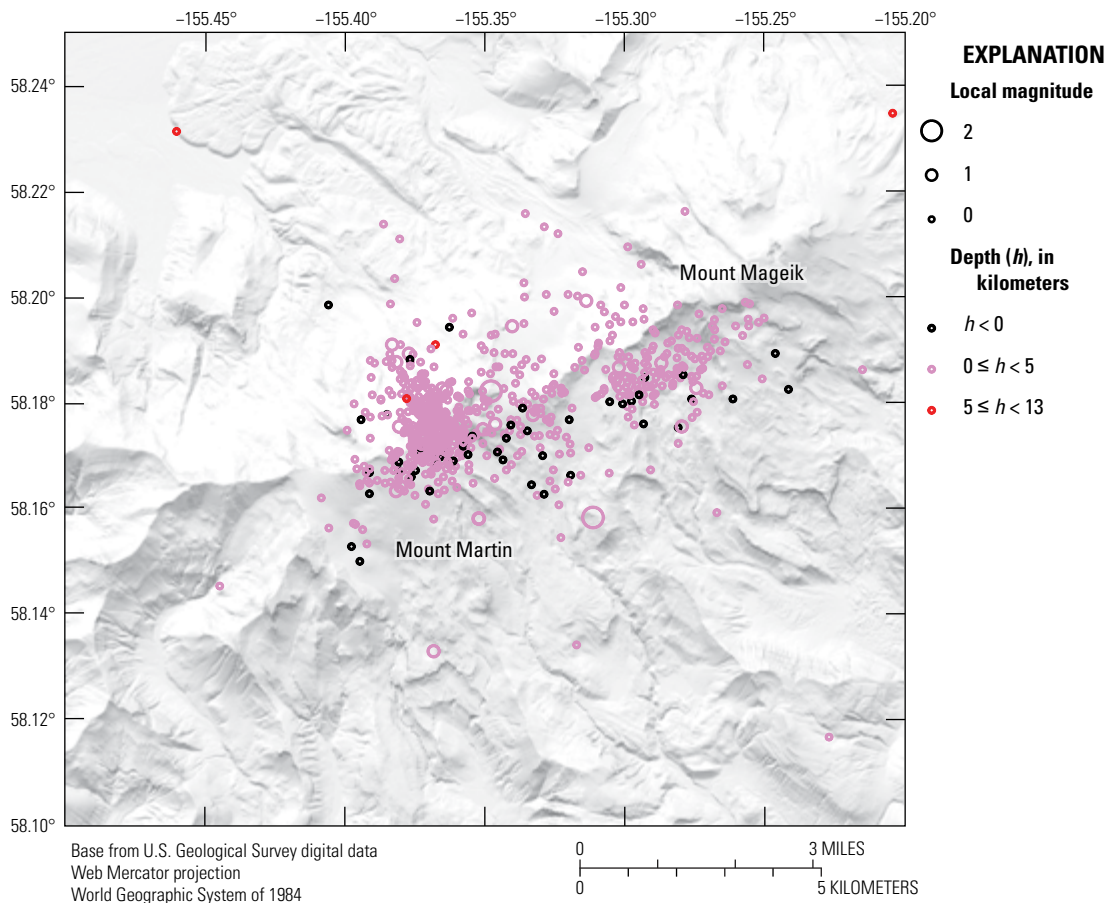 −155.45° −155.40° −155.35° −155.30° −155.25° −155.20°
58.24°
58.22°
58.20°
58.18°
58.16°
58.14°
58.12°
58.10°
Mount Mageik
Mount Martin
EXPLANATION
Local magnitude
2
1
0
Depth (h), in
kilometers
h < 0
0 ≤ h < 5
5 ≤ h < 13
Base from U.S. Geological Survey digital data
Web Mercator projection
World Geographic System of 1984
0 3 MILES
0 5 KILOMETERS